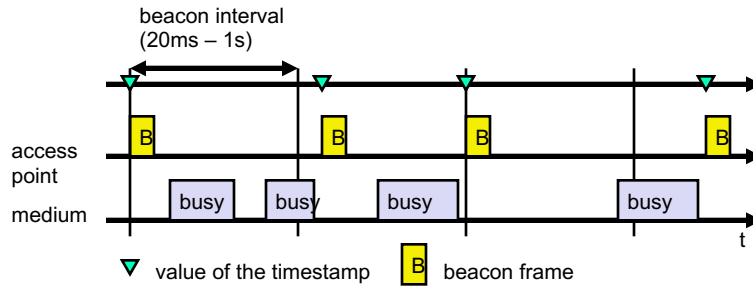 beacon interval
(20ms – 1s)
B B B B
access
point
busy busy busy busy
medium
t
value of the timestamp B beacon frame